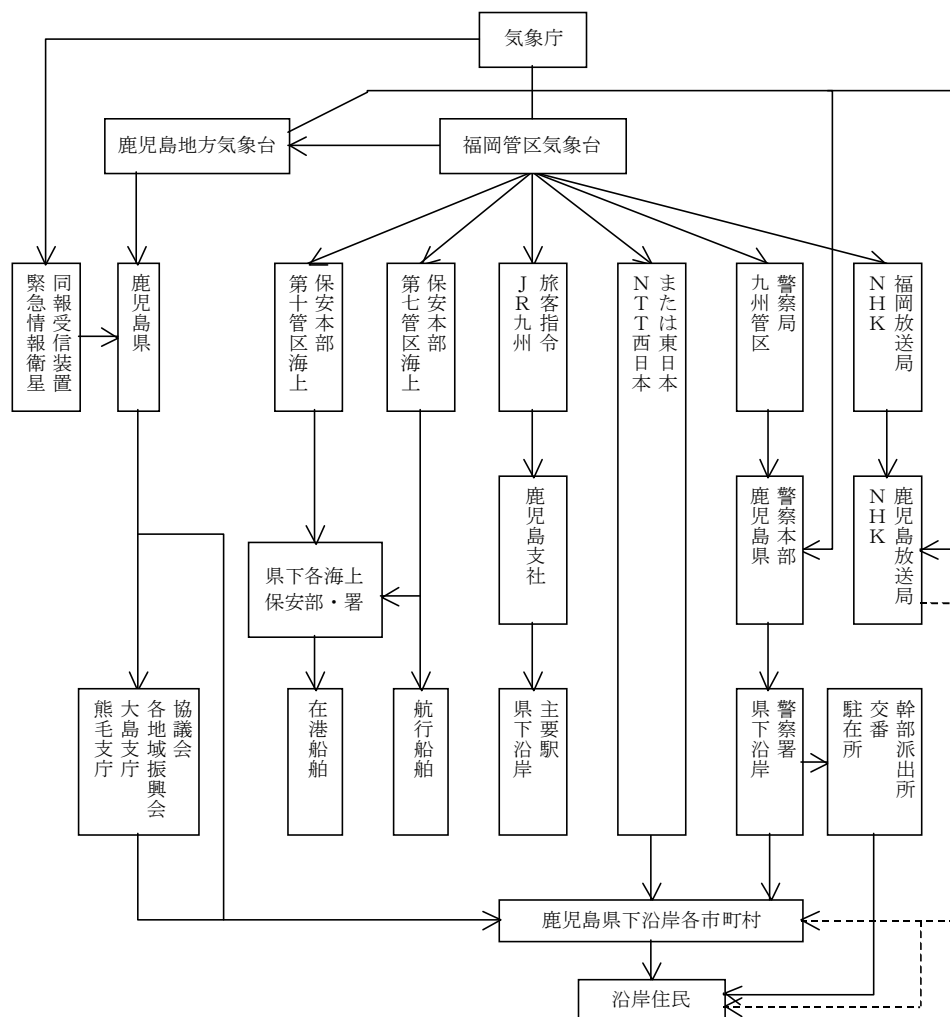 気象庁
鹿児島地方気象台
福岡管区気象台
緊急情報衛星
同報受信装置
鹿児島県
第十管区海上
保安本部
第七管区海上
保安本部
JR九州
旅客指令
NTT西日本
または東日本
九州管区
警察局
NHK
福岡放送局
鹿児島支社
鹿児島県
警察本部
NHK
鹿児島放送局
県下各海上
保安部・署
熊毛支庁
大島支庁
各地域振興会
協議会
在港船舶
航行船舶
県下沿岸
主要駅
県下沿岸
警察署
駐在所
交番
幹部派出所
鹿児島県下沿岸各市町村
沿岸住民